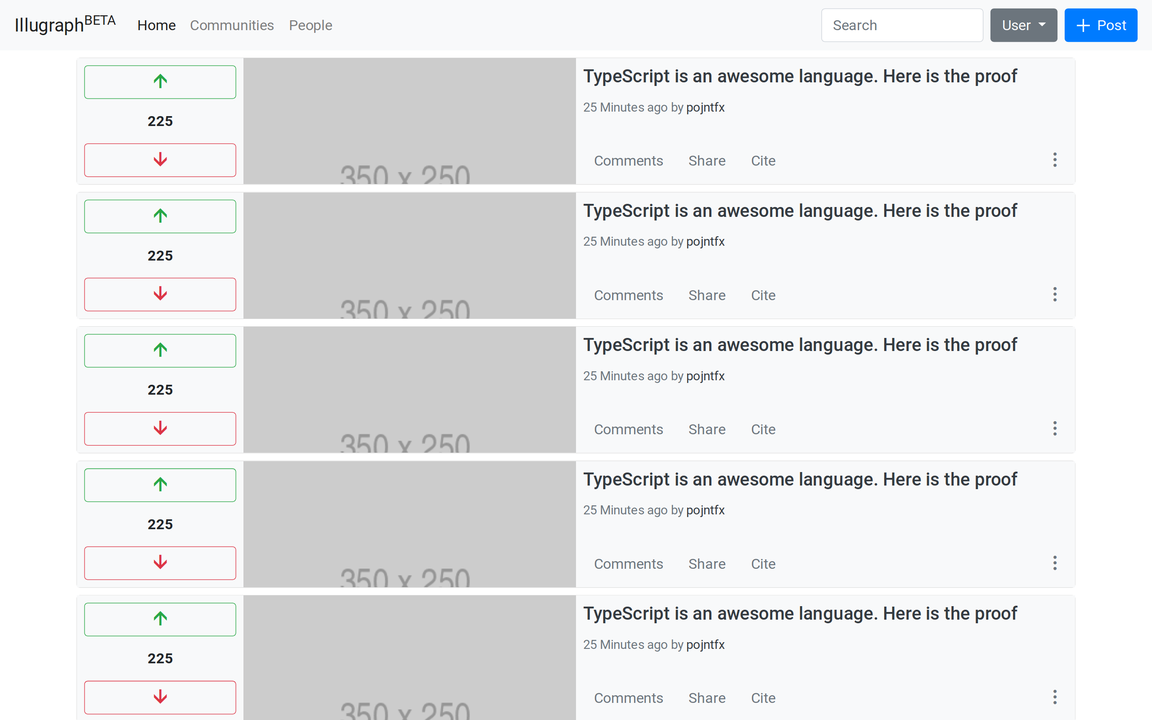 IllugraphBETA Home Communities People Search User + Post
TypeScript is an awesome language. Here is the proof
25 Minutes ago by pojntfx
225
350 x 250
Comments Share Cite
TypeScript is an awesome language. Here is the proof
25 Minutes ago by pojntfx
225
350 x 250
Comments Share Cite
TypeScript is an awesome language. Here is the proof
25 Minutes ago by pojntfx
225
350 x 250
Comments Share Cite
TypeScript is an awesome language. Here is the proof
25 Minutes ago by pojntfx
225
350 x 250
Comments Share Cite
TypeScript is an awesome language. Here is the proof
25 Minutes ago by pojntfx
225
350 x 250
Comments Share Cite